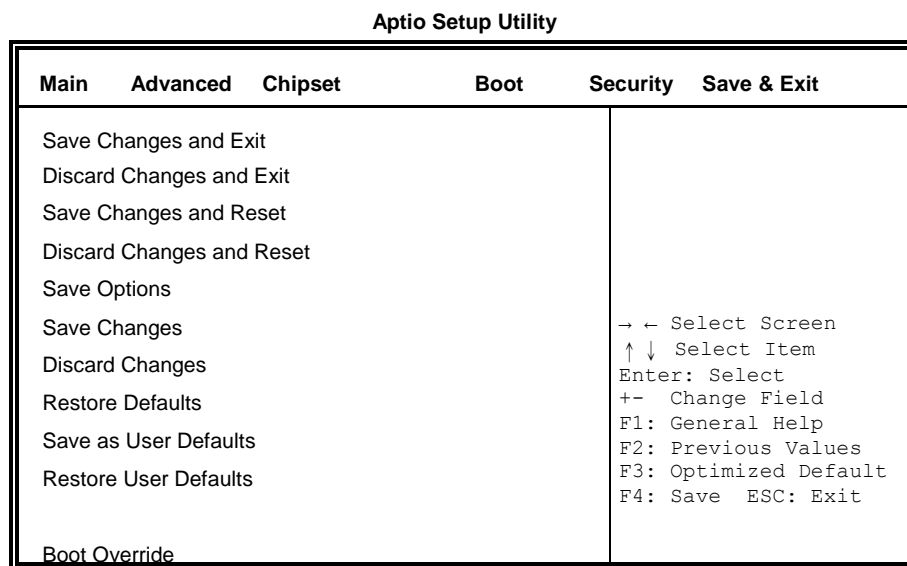 Aptio Setup Utility
Main Advanced Chipset Boot Security Save & Exit
Save Changes and Exit
Discard Changes and Exit
Save Changes and Reset
Discard Changes and Reset
Save Options
Save Changes
Discard Changes
Restore Defaults
Save as User Defaults
Restore User Defaults
Boot Override
→ ← Select Screen
↑ ↓ Select Item
Enter: Select
+- Change Field
F1: General Help
F2: Previous Values
F3: Optimized Default
F4: Save ESC: Exit